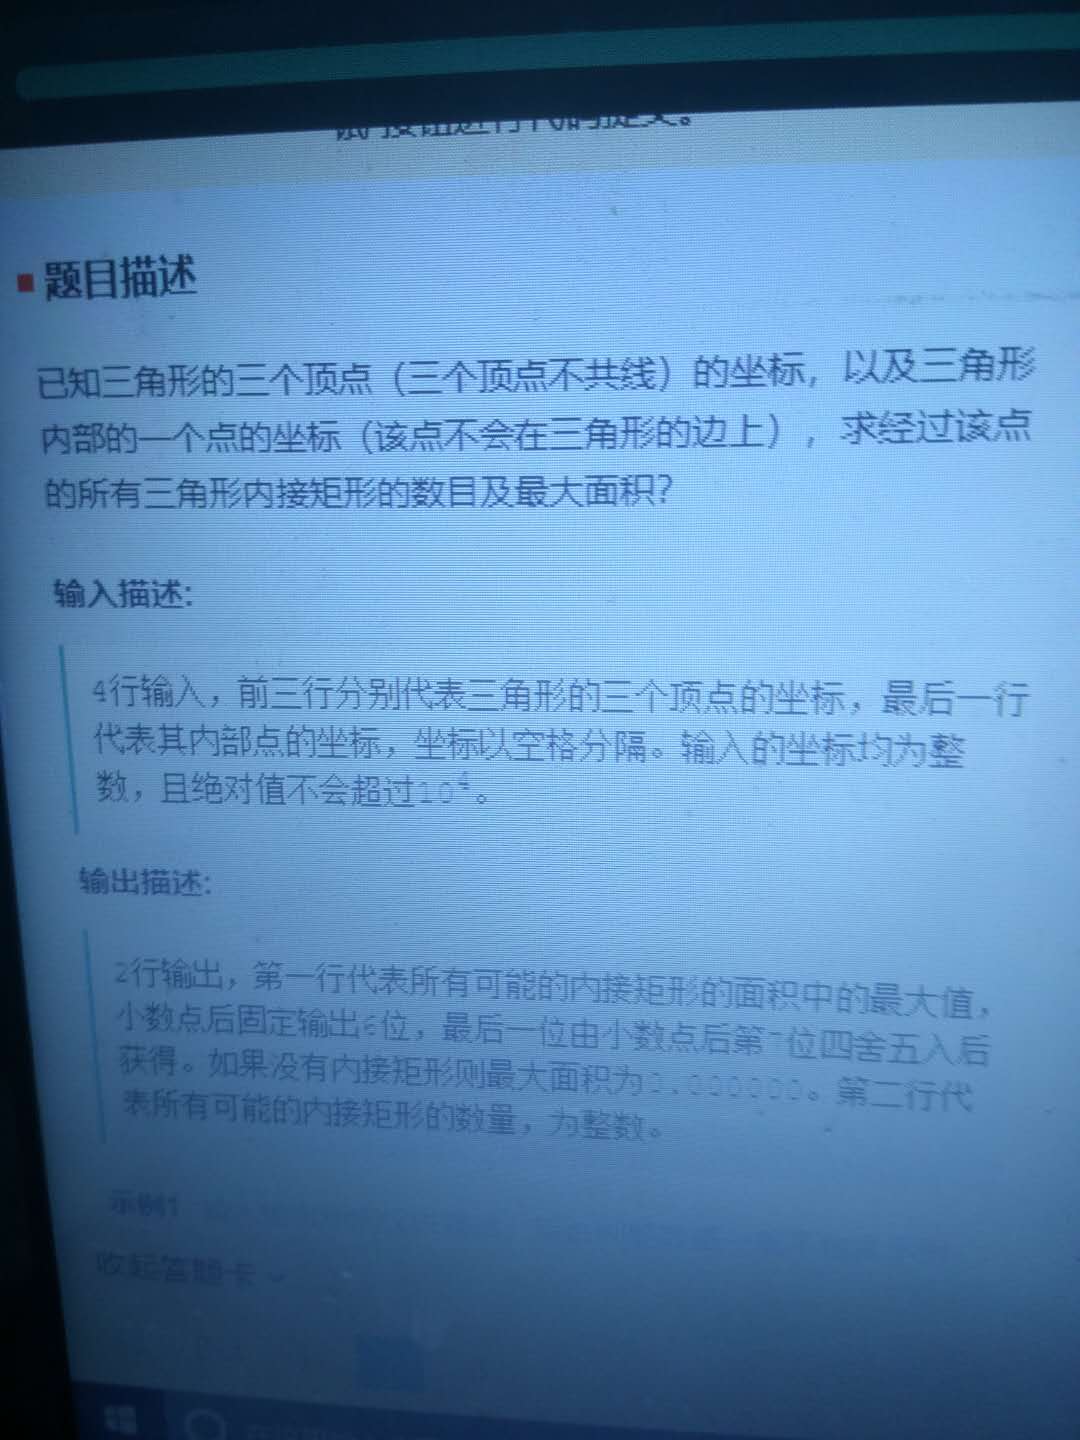 题目描述
已知三角形的三个顶点（三个顶点不共线）的坐标，以及三角形
内部的一个点的坐标（该点不会在三角形的边上），求经过该点
的所有三角形内接矩形的数目及最大面积？
输入描述:
4行输入，前三行分别代表三角形的三个顶点的坐标，最后一行
代表其内部点的坐标，坐标以空格分隔。输入的坐标均为整
数，且绝对值不会超过10⁴。
输出描述:
2行输出，第一行代表所有可能的内接矩形的面积中的最大值，
小数点后固定输出6位，最后一位由小数点后第7位四舍五入后
获得。如果没有内接矩形则最大面积为0.000000。第二行代
表所有可能的内接矩形的数量，为整数。
示例1
收起答题卡